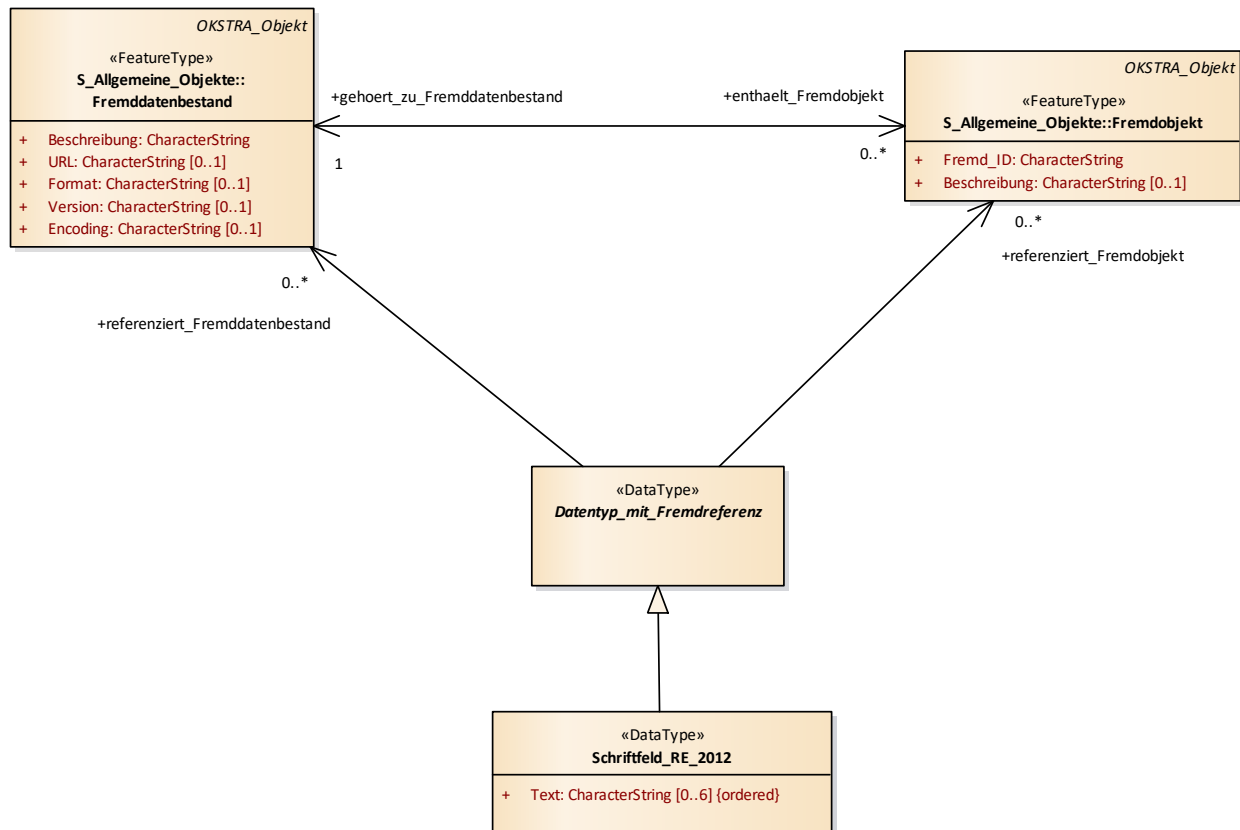 OKSTRA_Objekt
«FeatureType»
S_Allgemeine_Objekte::
Fremddatenbestand
+ Beschreibung: CharacterString
+ URL: CharacterString [0..1]
+ Format: CharacterString [0..1]
+ Version: CharacterString [0..1]
+ Encoding: CharacterString [0..1]
+gehoert_zu_Fremddatenbestand
1
+enthaelt_Fremdobjekt
0..*
OKSTRA_Objekt
«FeatureType»
S_Allgemeine_Objekte::Fremdobjekt
+ Fremd_ID: CharacterString
+ Beschreibung: CharacterString [0..1]
0..*
+referenziert_Fremddatenbestand
0..*
+referenziert_Fremdobjekt
«DataType»
Datentyp_mit_Fremdreferenz
«DataType»
Schriftfeld_RE_2012
+ Text: CharacterString [0..6] {ordered}